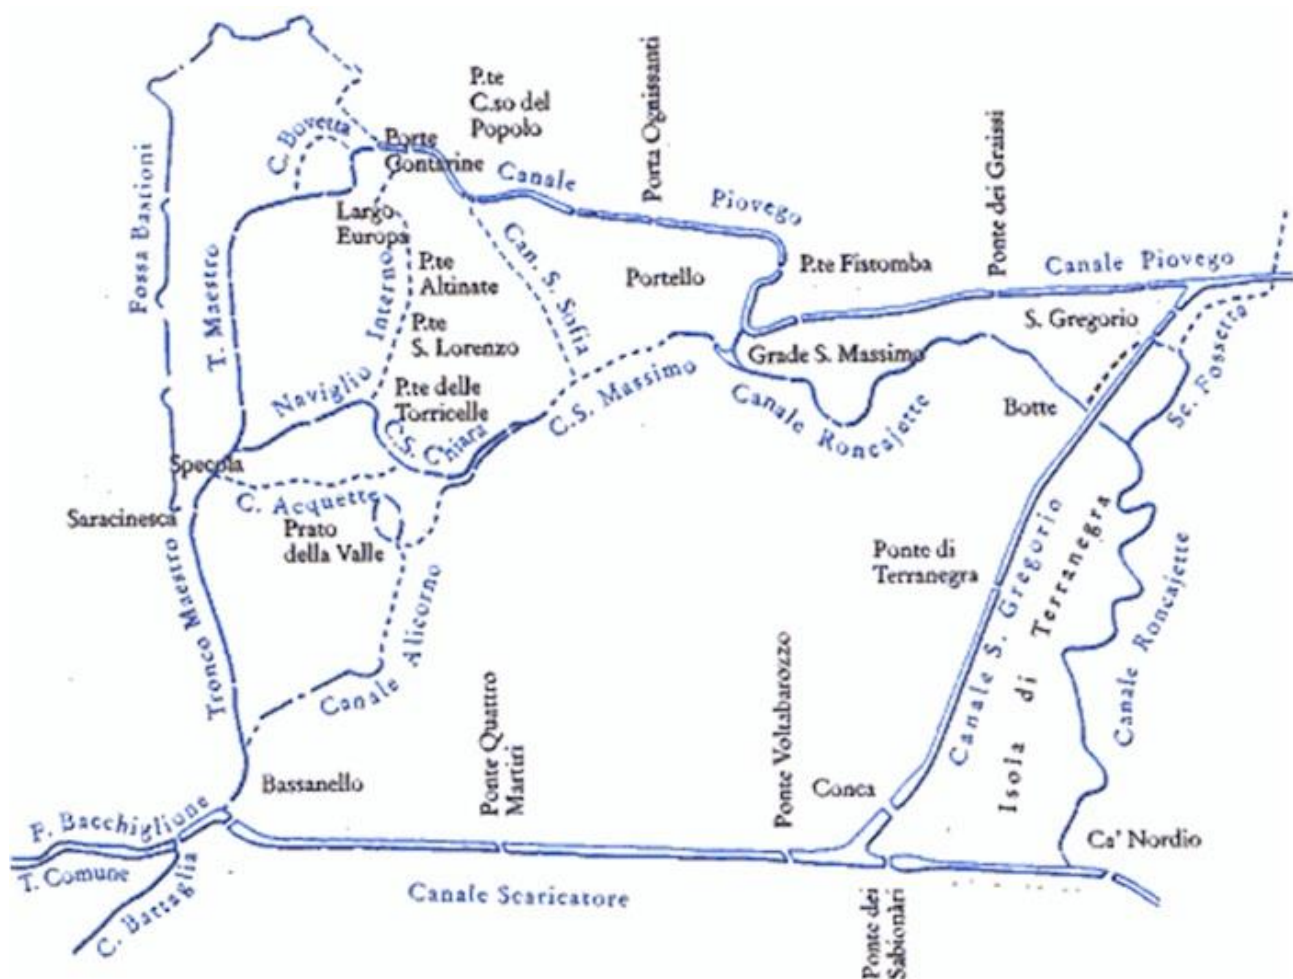 P.te
C.so del
Popolo
Porta Ognissanti
Ponte dei Graissi
C. Bovetta
Porte
Contarine
Canale
Piovego
Fossa Bastioni
Largo
Europa
Can. S. Sofia
P.te Fistomba
Canale Piovego
T. Maestro
Interno
P.te
Altinate
Portello
P.te
S. Lorenzo
S. Gregorio
Grade S. Massimo
Naviglio
P.te delle
Torricelle
C.S. Massimo
Canale Roncajette
Botte
Sc. Fossetta
C.S. Chiara
Specola
C. Acquette
Saracinesca
Prato
della Valle
Ponte di
Terranegra
Canale S. Gregorio
Isola di Terranegra
Canale Roncajette
Tronco Maestro
Canale Alicorno
Ponte Quattro
Martiri
Ponte Voltabarozzo
Bassanello
Conca
F. Bacchiglione
T. Comune
C. Battaglia
Ca' Nordio
Canale Scaricatore
Ponte dei
Sabionàri